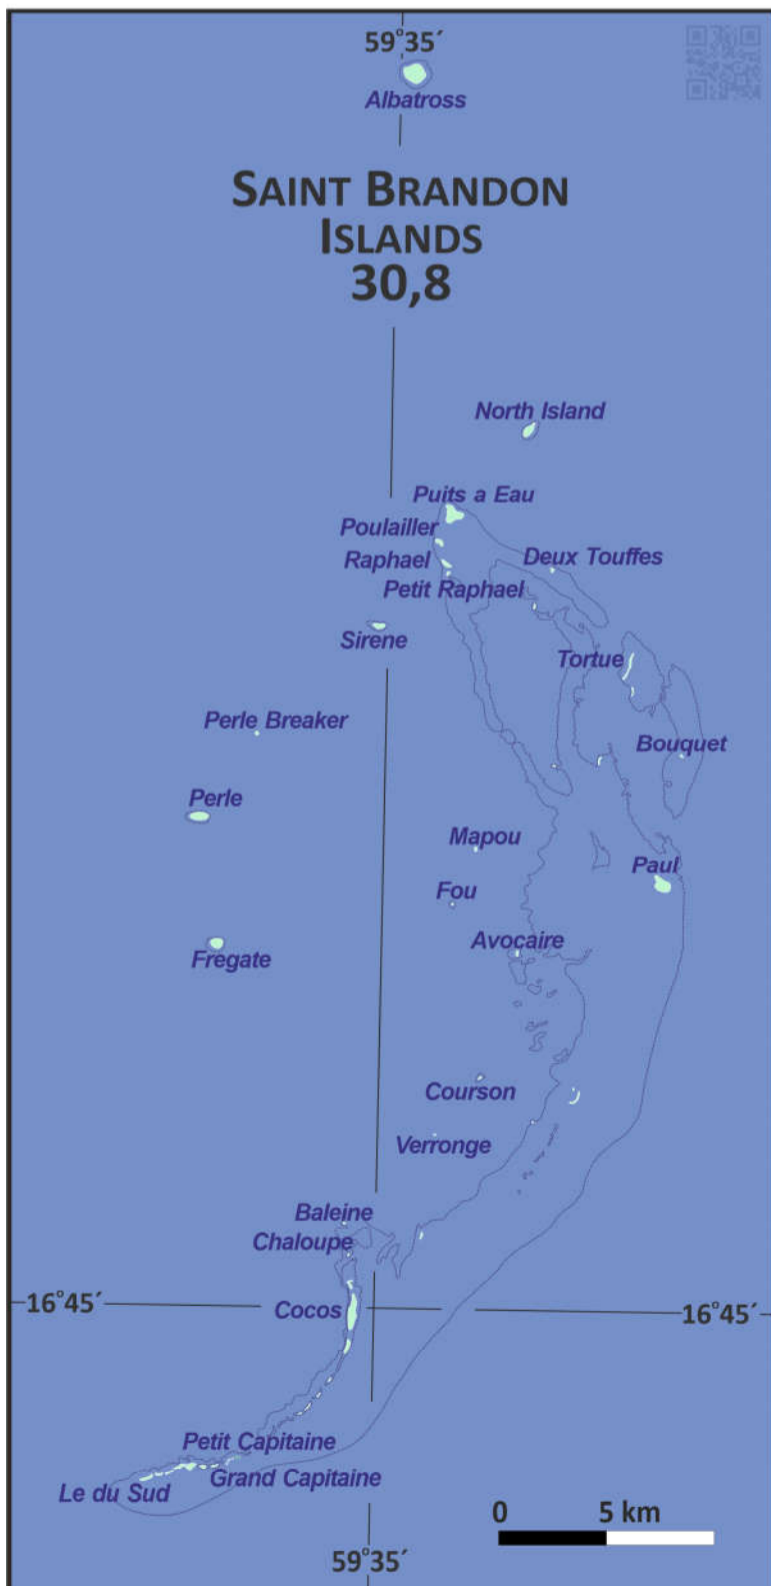 59°35´
Albatross
SAINT BRANDON
ISLANDS
30,8
North Island
Puits a Eau
Poulailler
Raphael
Deux Touffes
Petit Raphael
Sirene
Tortue
Perle Breaker
Bouquet
Perle
Mapou
Paul
Fou
Avocaire
Fregate
Courson
Verronge
Baleine
Chaloupe
16°45´
Cocos
16°45´
Petit Capitaine
Grand Capitaine
Le du Sud
0 5 km
59°35´